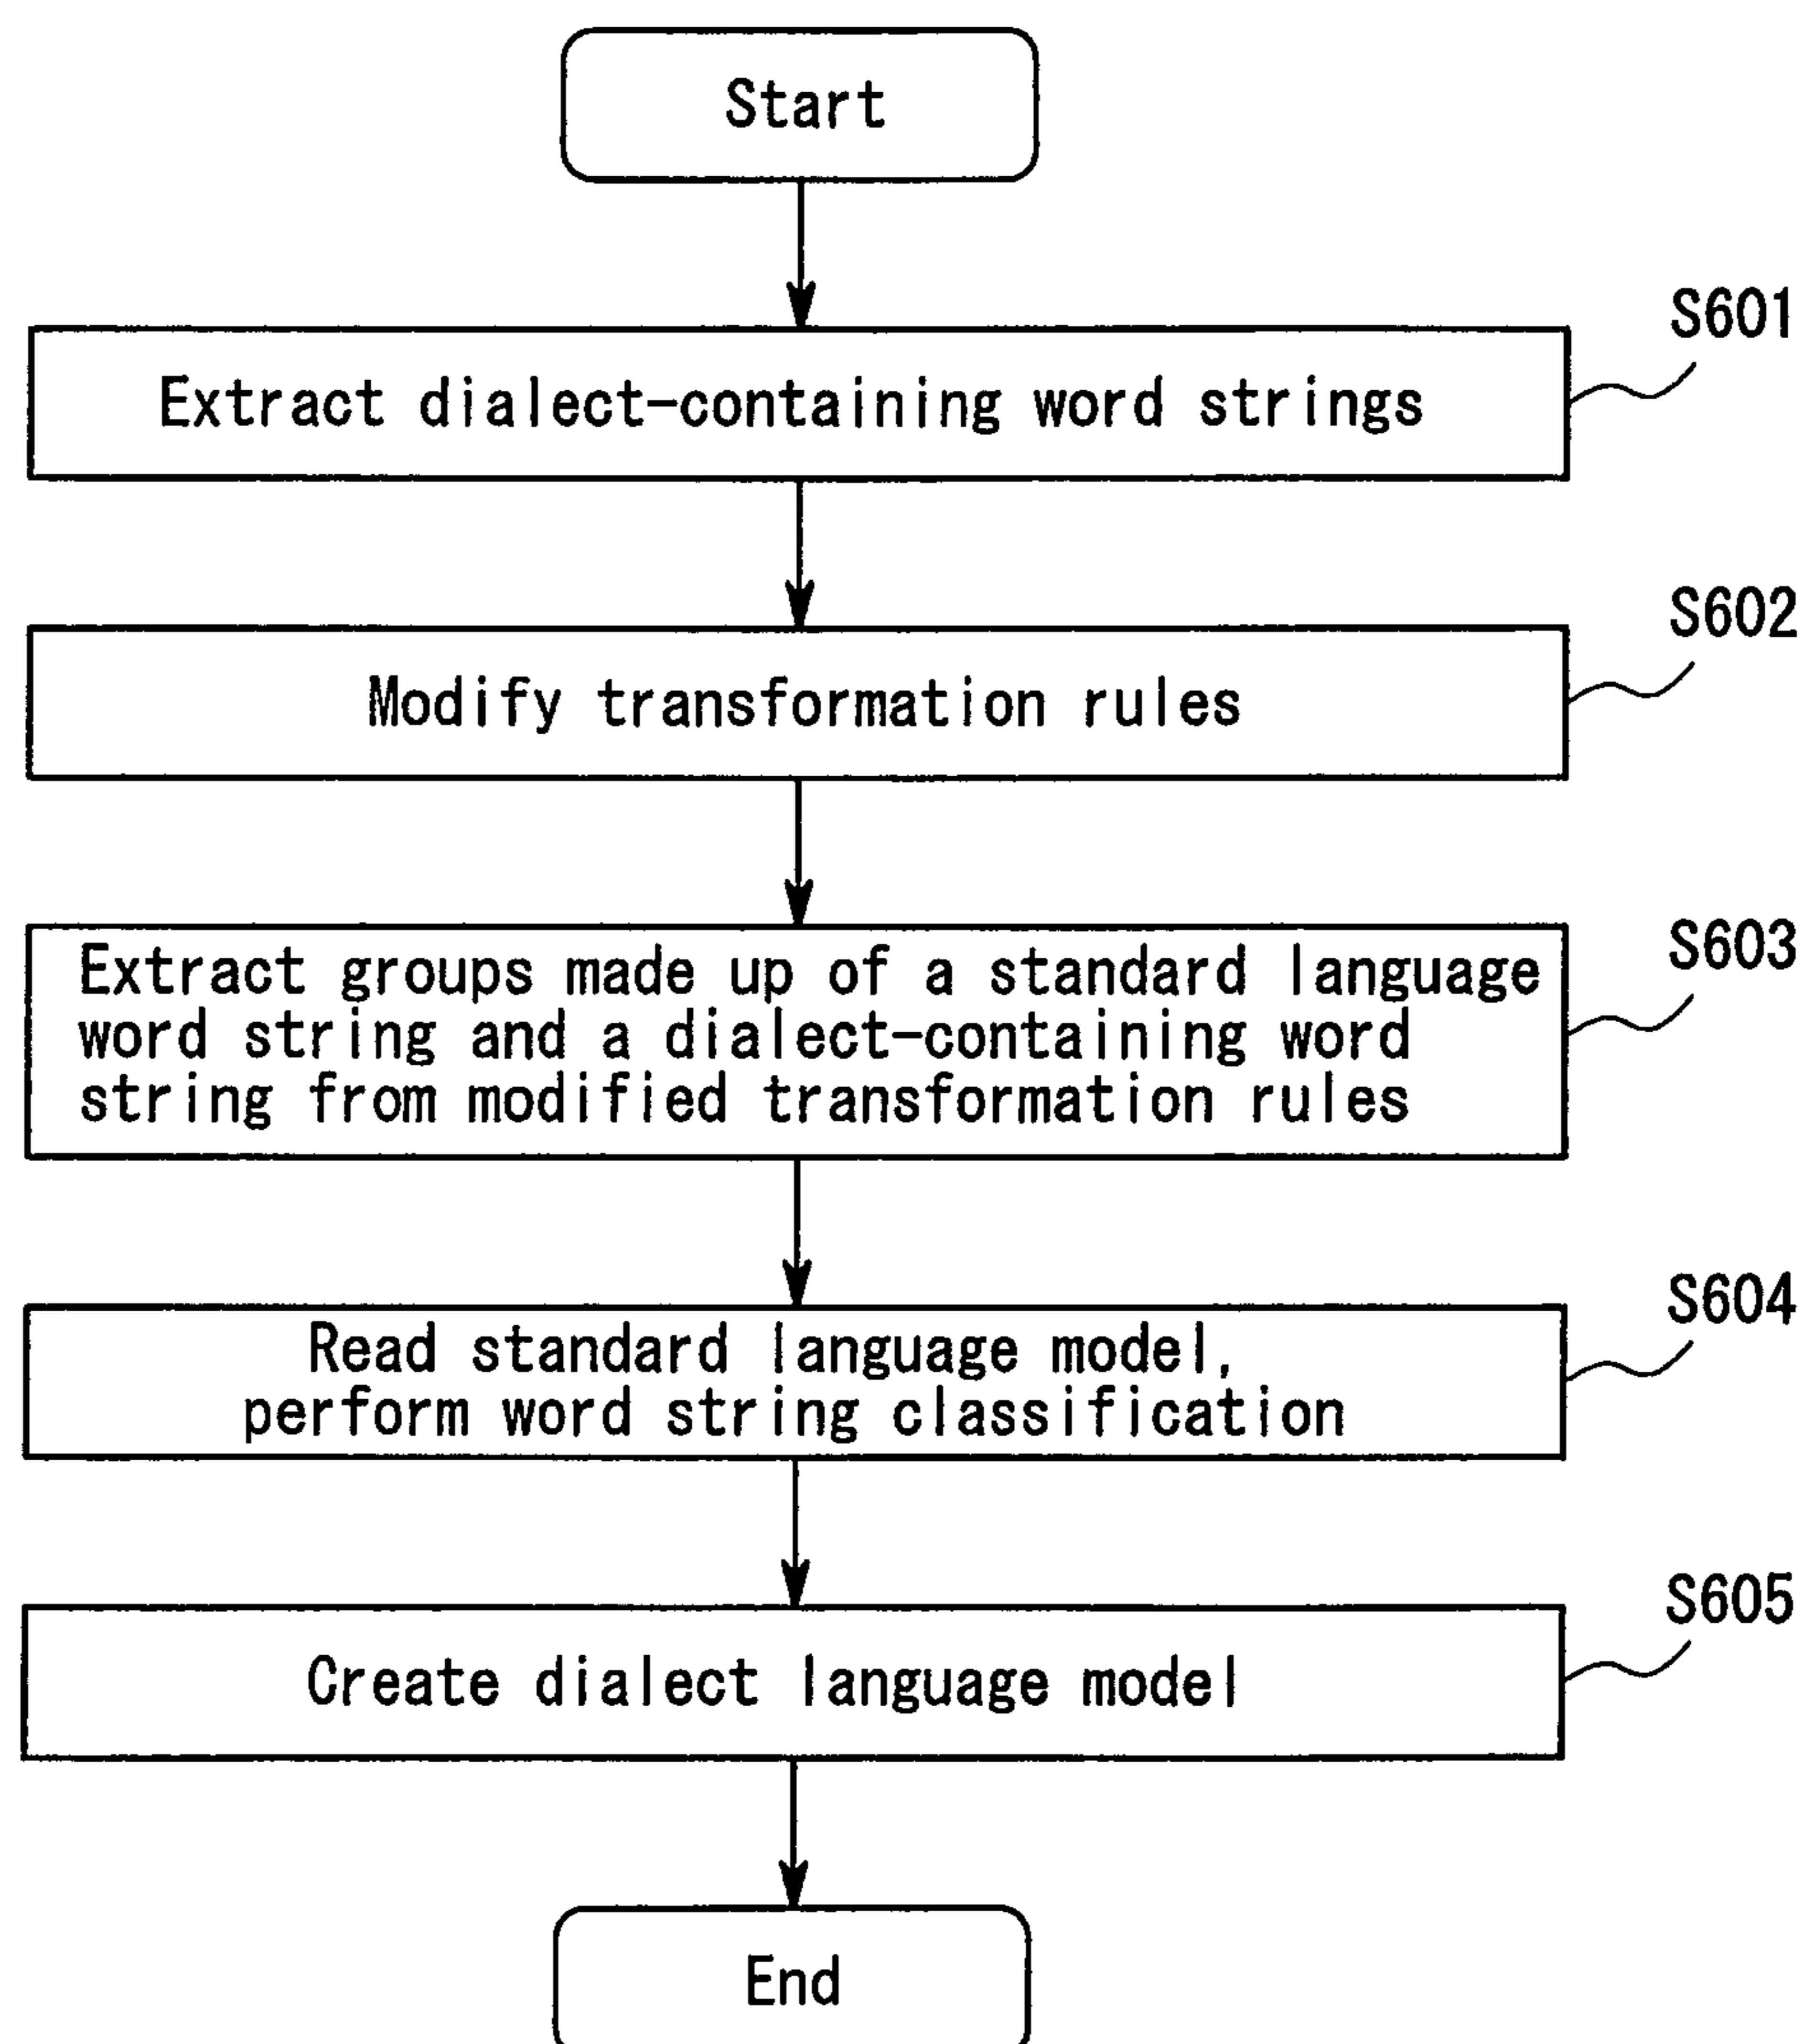 Start
S601
Extract dialect-containing word strings
S602
Modify transformation rules
S603
Extract groups made up of a standard language
word string and a dialect-containing word
string from modified transformation rules
S604
Read standard language model,
perform word string classification
S605
Create dialect language model
End